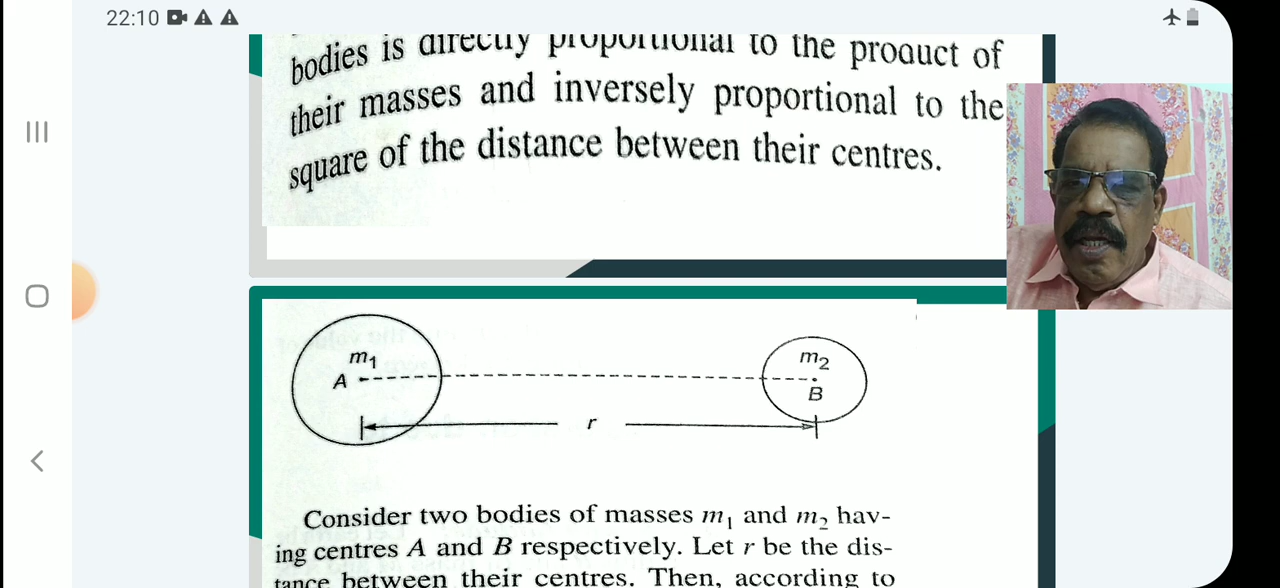 22:10
bodies is directly proportional to the product of
their masses and inversely proportional to the
square of the distance between their centres.
m1
A
m2
B
r
Consider two bodies of masses m₁ and m₂ hav-
ing centres A and B respectively. Let r be the dis-
tance between their centres. Then, according to